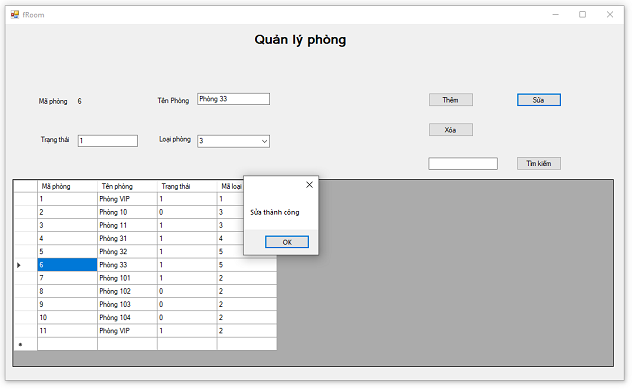 fRoom
Quản lý phòng
Mã phòng 6 Tên Phòng Phòng 33 Thêm Sửa
Trạng thái 1 Loại phòng 3 Xóa
Tìm kiếm
Mã phòng Tên phòng Trạng thái Mã loại
1 Phòng VIP 1 1
2 Phòng 10 0 3
3 Phòng 11 1 3
4 Phòng 31 1 4
5 Phòng 32 1 5
6 Phòng 33 1 5
7 Phòng 101 1 2
8 Phòng 102 0 2
9 Phòng 103 0 2
10 Phòng 104 0 2
11 Phòng VIP 1 2
Sửa thành công
OK